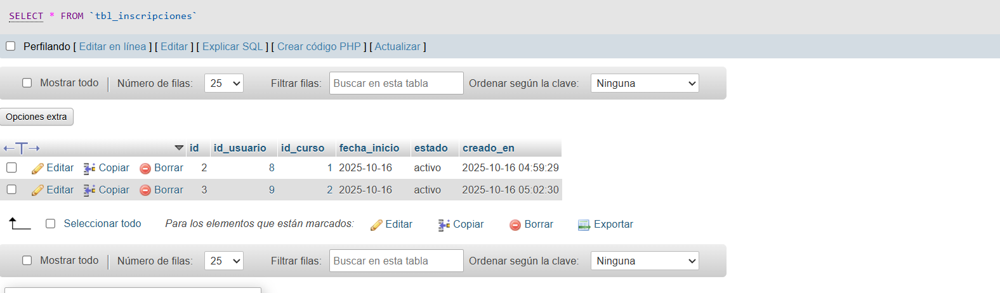 SELECT * FROM `tbl_inscripciones`
Perfilando [ Editar en línea ] [ Editar ] [ Explicar SQL ] [ Crear código PHP ] [ Actualizar ]
Mostrar todo Número de filas: 25 Filtrar filas: Buscar en esta tabla Ordenar según la clave: Ninguna
Opciones extra
←T→ id id_usuario id_curso fecha_inicio estado creado_en
Editar Copiar Borrar 2 8 1 2025-10-16 activo 2025-10-16 04:59:29
Editar Copiar Borrar 3 9 2 2025-10-16 activo 2025-10-16 05:02:30
Seleccionar todo Para los elementos que están marcados: Editar Copiar Borrar Exportar
Mostrar todo Número de filas: 25 Filtrar filas: Buscar en esta tabla Ordenar según la clave: Ninguna